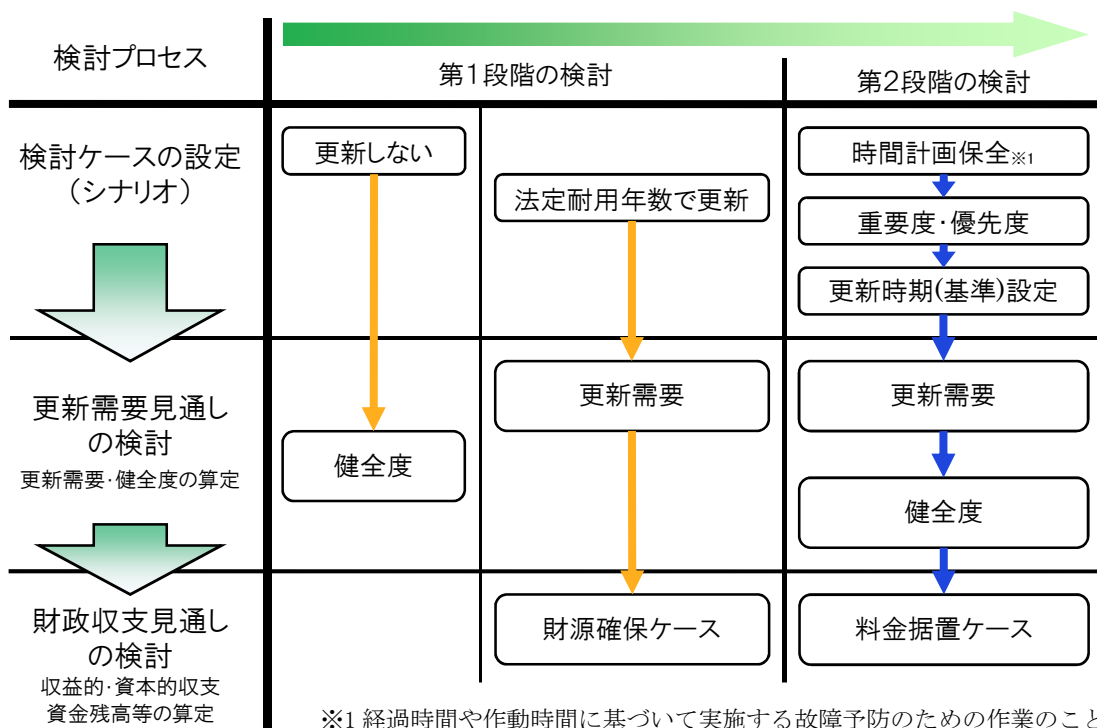 検討プロセス
第1段階の検討
第2段階の検討
検討ケースの設定
（シナリオ）
更新しない
法定耐用年数で更新
時間計画保全※1
重要度・優先度
更新時期(基準)設定
更新需要見通し
の検討
更新需要・健全度の算定
健全度
更新需要
更新需要
健全度
財政収支見通し
の検討
収益的・資本的収支
資金残高等の算定
財源確保ケース
料金据置ケース
※1 経過時間や作動時間に基づいて実施する故障予防のための作業のこと